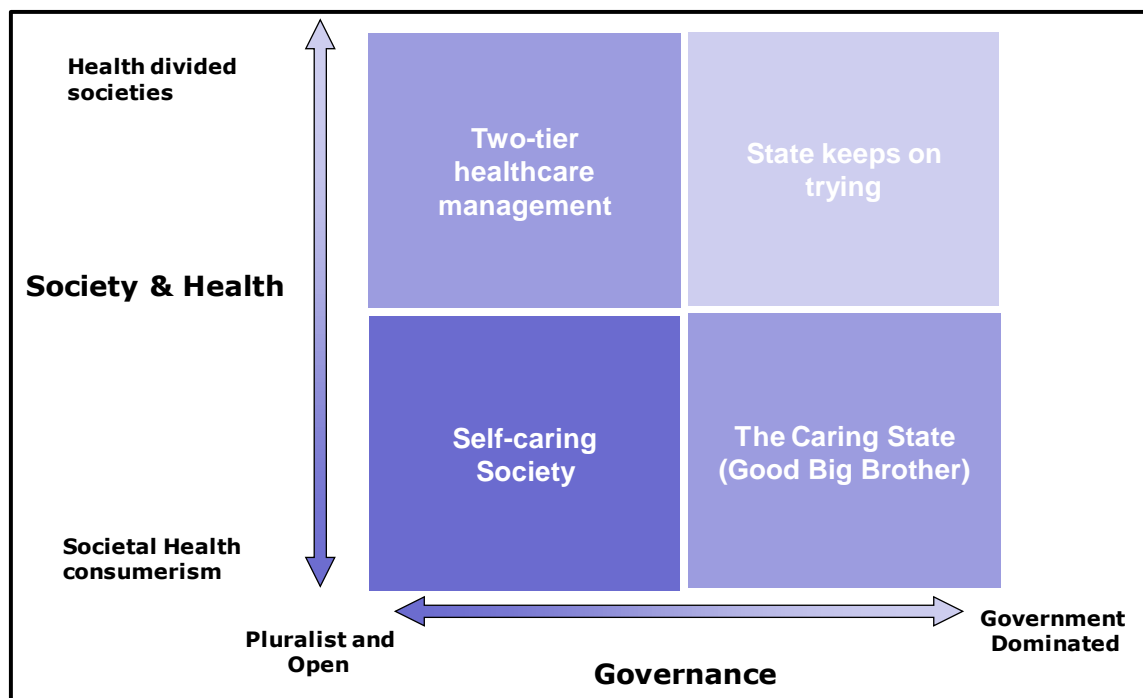 Health divided
societies
Two-tier
healthcare
management
State keeps on
trying
Society & Health
Self-caring
Society
The Caring State
(Good Big Brother)
Societal Health
consumerism
Pluralist and
Open
Government
Dominated
Governance